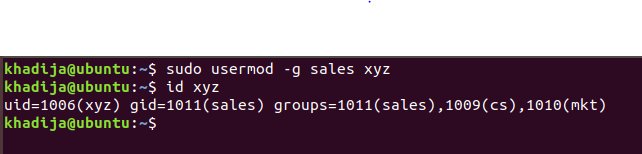 khadija@ubuntu:~$ sudo usermod -g sales xyz
khadija@ubuntu:~$ id xyz
uid=1006(xyz) gid=1011(sales) groups=1011(sales),1009(cs),1010(mkt)
khadija@ubuntu:~$